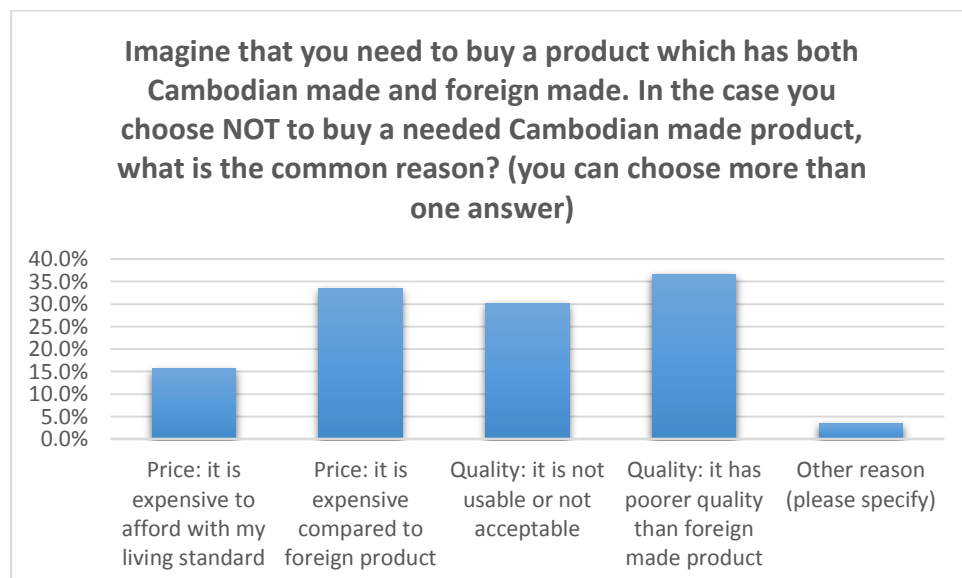 Imagine that you need to buy a product which has both
Cambodian made and foreign made. In the case you
choose NOT to buy a needed Cambodian made product,
what is the common reason? (you can choose more than
one answer)
40.0%
35.0%
30.0%
25.0%
20.0%
15.0%
10.0%
5.0%
0.0%
Price: it is
expensive to
afford with my
living standard
Price: it is
expensive
compared to
foreign product
Quality: it is not
usable or not
acceptable
Quality: it has
poorer quality
than foreign
made product
Other reason
(please specify)